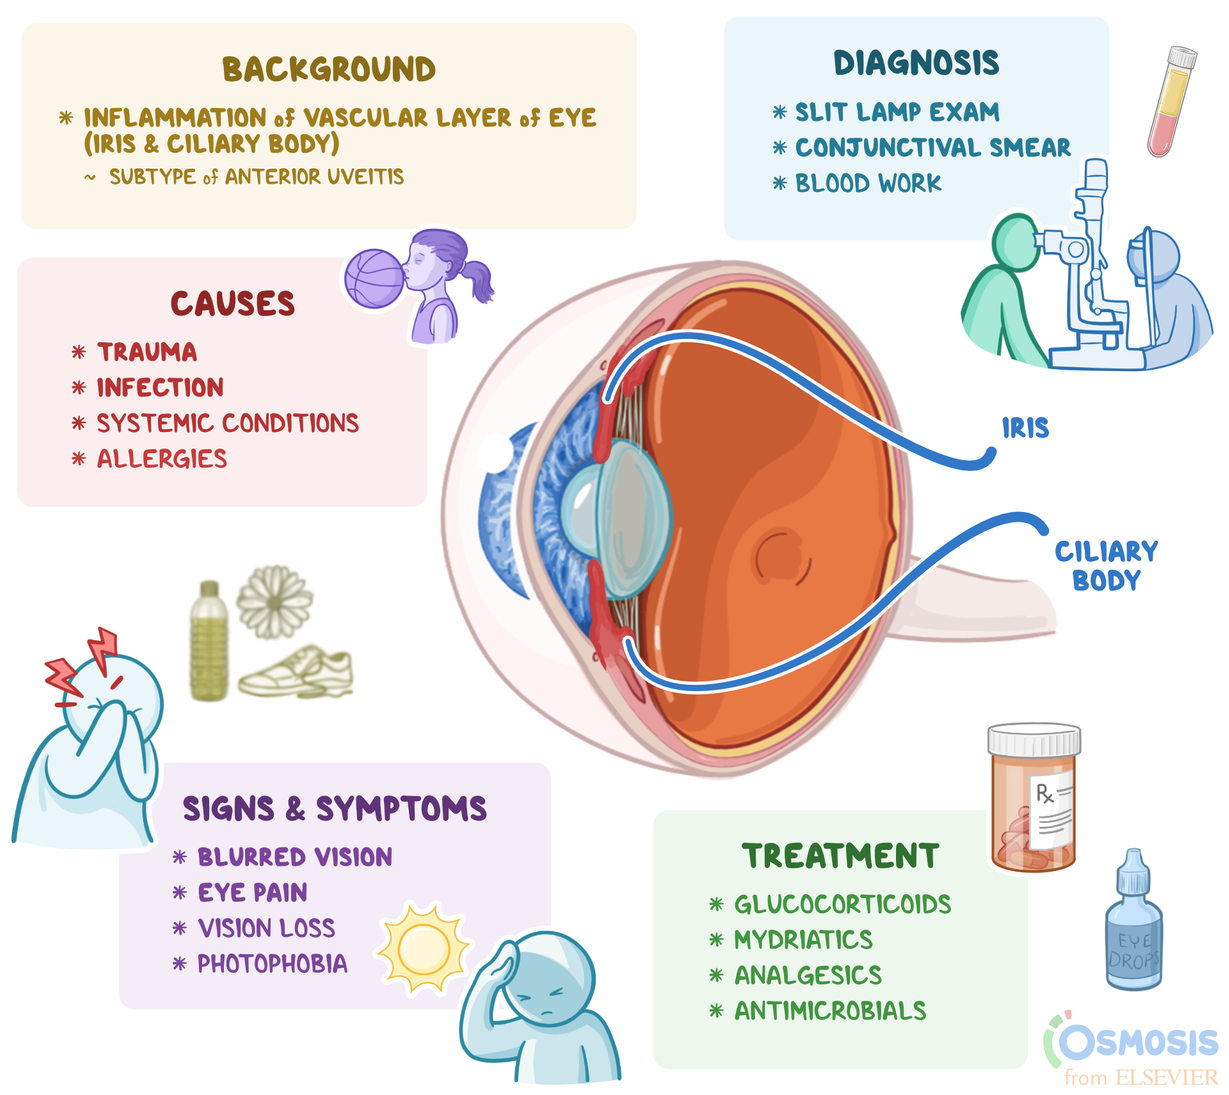 BACKGROUND
* INFLAMMATION of VASCULAR LAYER of EYE
(IRIS & CILIARY BODY)
~ SUBTYPE of ANTERIOR UVEITIS
DIAGNOSIS
* SLIT LAMP EXAM
* CONJUNCTIVAL SMEAR
* BLOOD WORK
CAUSES
* TRAUMA
* INFECTION
* SYSTEMIC CONDITIONS
* ALLERGIES
IRIS
CILIARY
BODY
SIGNS & SYMPTOMS
* BLURRED VISION
* EYE PAIN
* VISION LOSS
* PHOTOPHOBIA
TREATMENT
* GLUCOCORTICOIDS
* MYDRIATICS
* ANALGESICS
* ANTIMICROBIALS
Rx
EYE
DROPS
OSMOSIS
from ELSEVIER